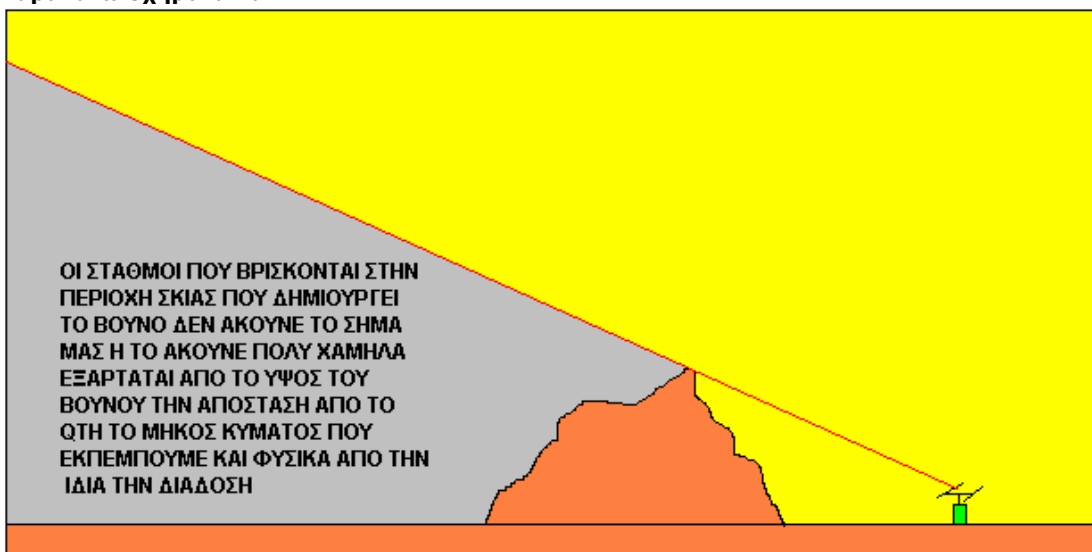 ΟΙ ΣΤΑΘΜΟΙ ΠΟΥ ΒΡΙΣΚΟΝΤΑΙ ΣΤΗΝ
ΠΕΡΙΟΧΗ ΣΚΙΑΣ ΠΟΥ ΔΗΜΙΟΥΡΓΕΙ
ΤΟ ΒΟΥΝΟ ΔΕΝ ΑΚΟΥΝΕ ΤΟ ΣΗΜΑ
ΜΑΣ Η ΤΟ ΑΚΟΥΝΕ ΠΟΛΥ ΧΑΜΗΛΑ
ΕΞΑΡΤΑΤΑΙ ΑΠΟ ΤΟ ΥΨΟΣ ΤΟΥ
ΒΟΥΝΟΥ ΤΗΝ ΑΠΟΣΤΑΣΗ ΑΠΟ ΤΟ
QTH ΤΟ ΜΗΚΟΣ ΚΥΜΑΤΟΣ ΠΟΥ
ΕΚΠΕΜΠΟΥΜΕ ΚΑΙ ΦΥΣΙΚΑ ΑΠΟ ΤΗΝ
ΙΔΙΑ ΤΗΝ ΔΙΑΔΟΣΗ